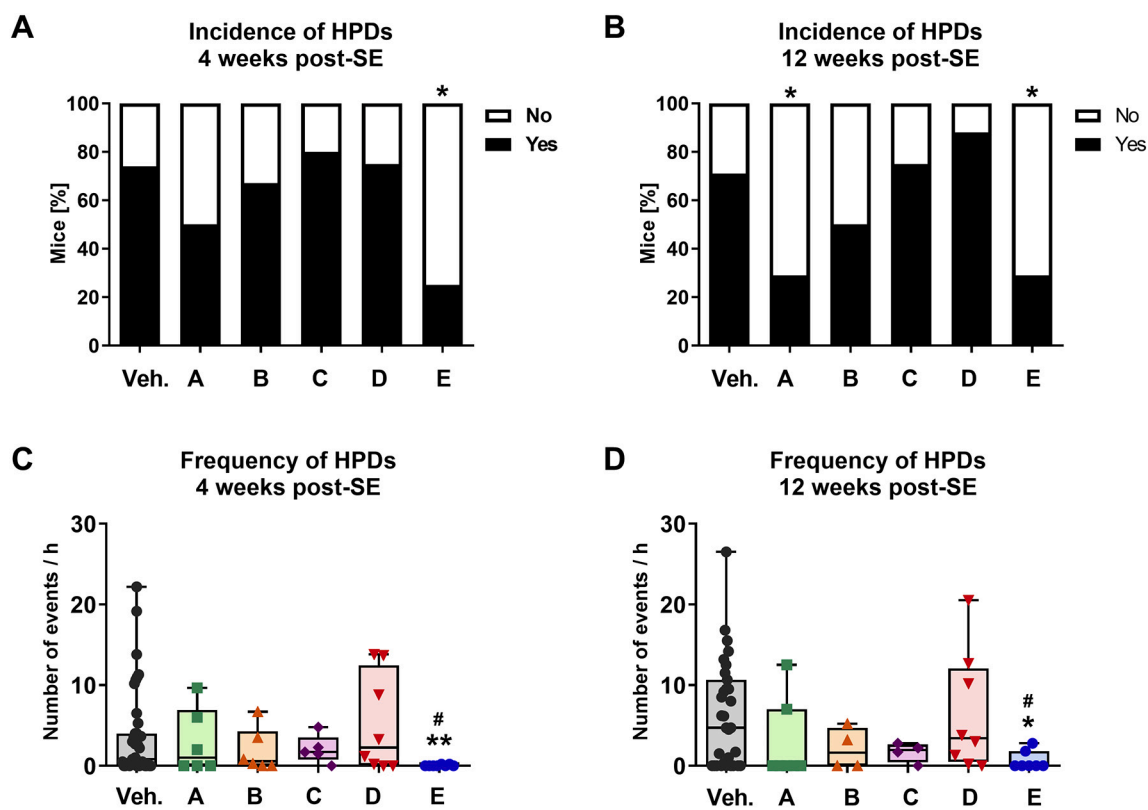 A
Incidence of HPDs
4 weeks post-SE
*
100
80
60
40
20
0
Mice [%]
No
Yes
Veh. A B C D E
B
Incidence of HPDs
12 weeks post-SE
* *
100
80
60
40
20
0
Mice [%]
No
Yes
Veh. A B C D E
C
Frequency of HPDs
4 weeks post-SE
30
20
10
0
Number of events / h
#
**
Veh. A B C D E
D
Frequency of HPDs
12 weeks post-SE
30
20
10
0
Number of events / h
#
*
Veh. A B C D E